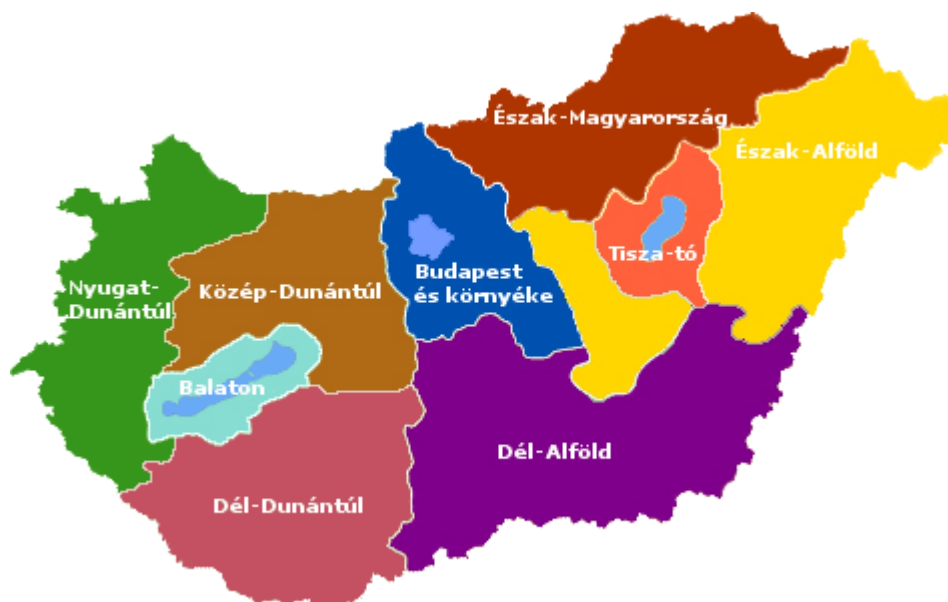 Észak-Magyarország
Észak-Alföld
Tisza-tó
Budapest
és környéke
Nyugat-
Dunántúl
Közép-Dunántúl
Balaton
Dél-Alföld
Dél-Dunántúl